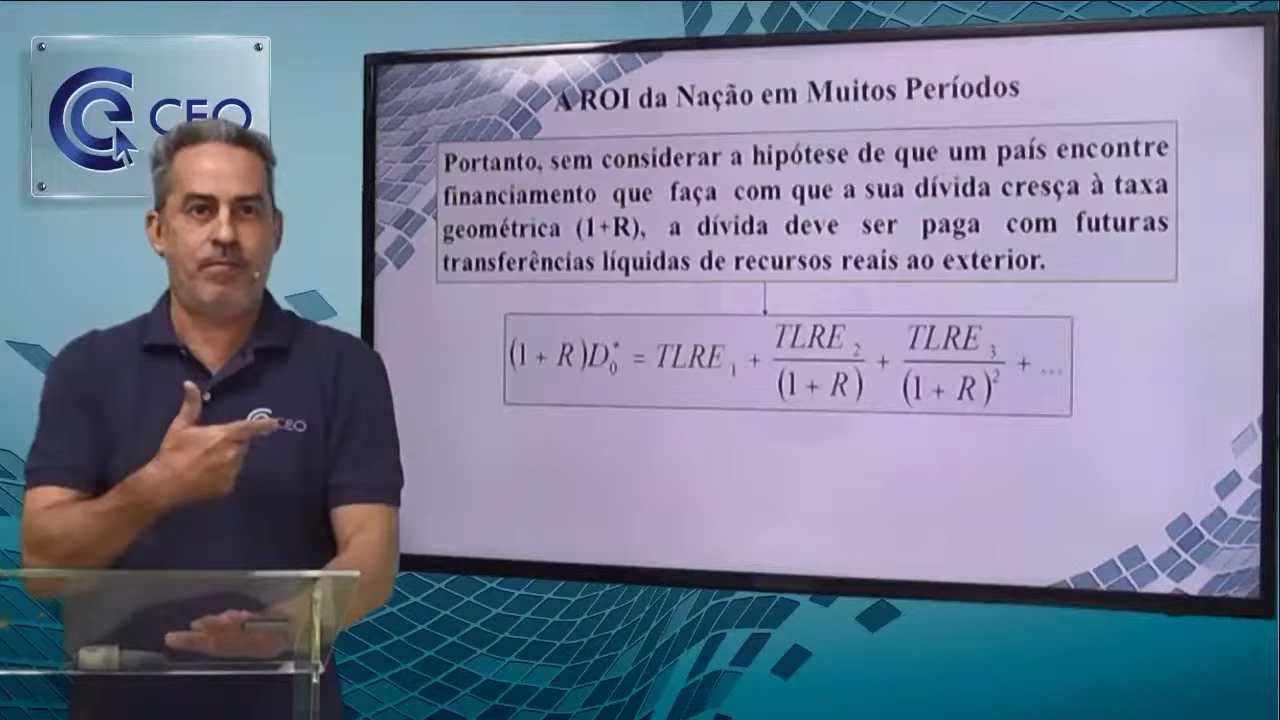 CEO
A ROI da Nação em Muitos Períodos
Portanto, sem considerar a hipótese de que um país encontre
financiamento que faça com que a sua dívida cresça à taxa
geométrica (1+R), a dívida deve ser paga com futuras
transferências líquidas de recursos reais ao exterior.
(1 + R)D₀* = TLRE₁ + TLRE₂/(1 + R) + TLRE₃/(1 + R)² + ...
CEO